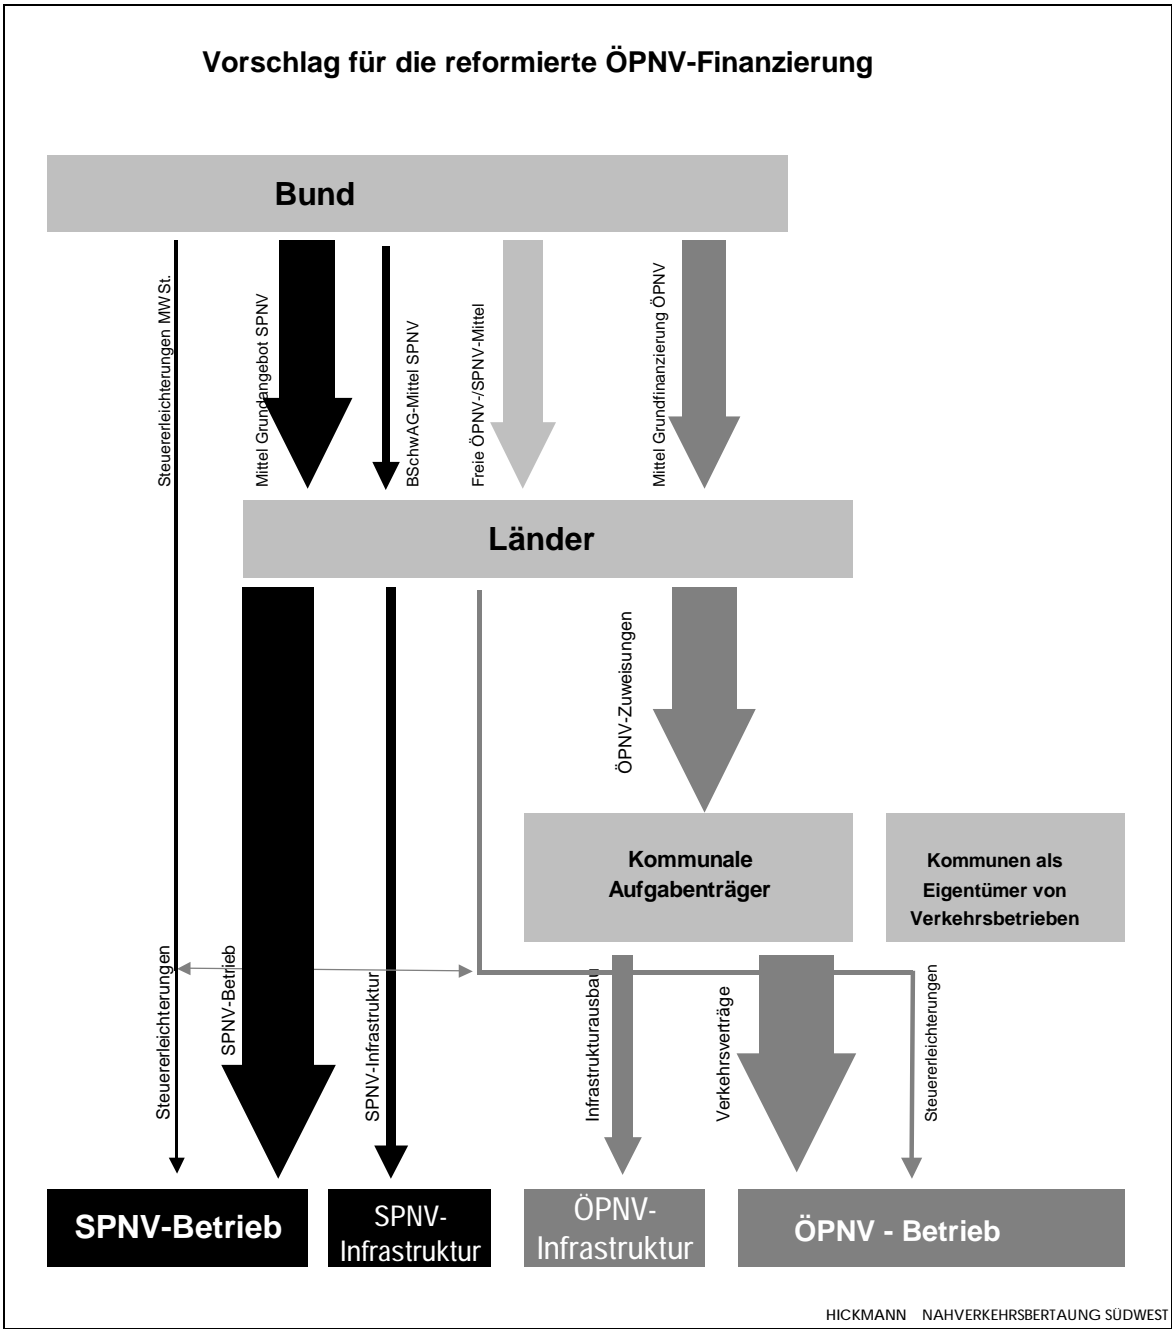 Vorschlag für die reformierte ÖPNV-Finanzierung
Bund
Steuererleichterungen MWSt.
Mittel Grundangebot SPNV
BSchwAG-Mittel SPNV
Freie ÖPNV-/SPNV-Mittel
Mittel Grundfinanzierung ÖPNV
Länder
ÖPNV-Zuweisungen
Kommunale
Aufgabenträger
Kommunen als
Eigentümer von
Verkehrsbetrieben
Steuererleichterungen
SPNV-Betrieb
SPNV-Infrastruktur
Infrastrukturausbau
Verkehrsverträge
Steuererleichterungen
SPNV-Betrieb
SPNV-
Infrastruktur
ÖPNV-
Infrastruktur
ÖPNV - Betrieb
HICKMANN NAHVERKEHRSBERTAUNG SÜDWEST